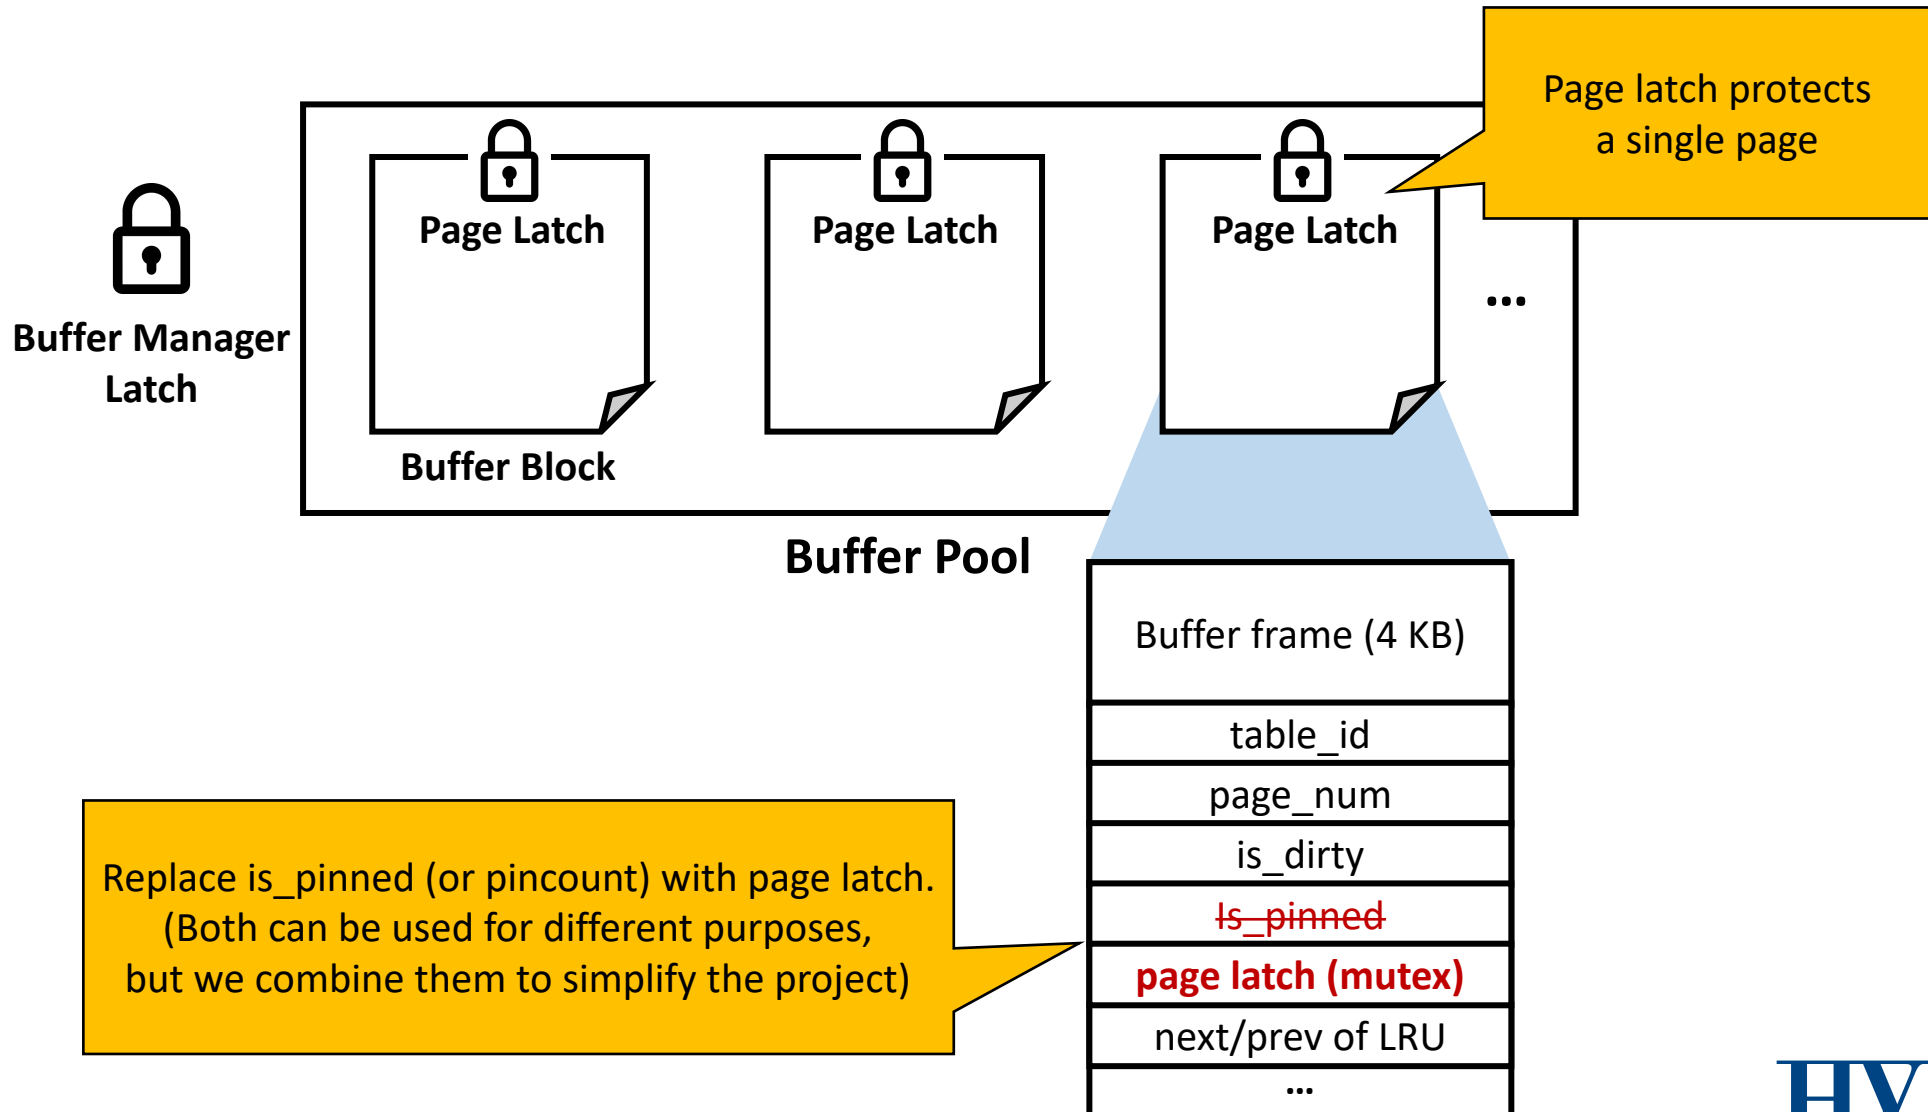 Page latch protects
a single page
Page Latch
Page Latch
Page Latch
...
Buffer Manager
Latch
Buffer Block
Buffer Pool
Buffer frame (4 KB)
table_id
page_num
is_dirty
Is_pinned
page latch (mutex)
next/prev of LRU
...
Replace is_pinned (or pincount) with page latch.
(Both can be used for different purposes,
but we combine them to simplify the project)